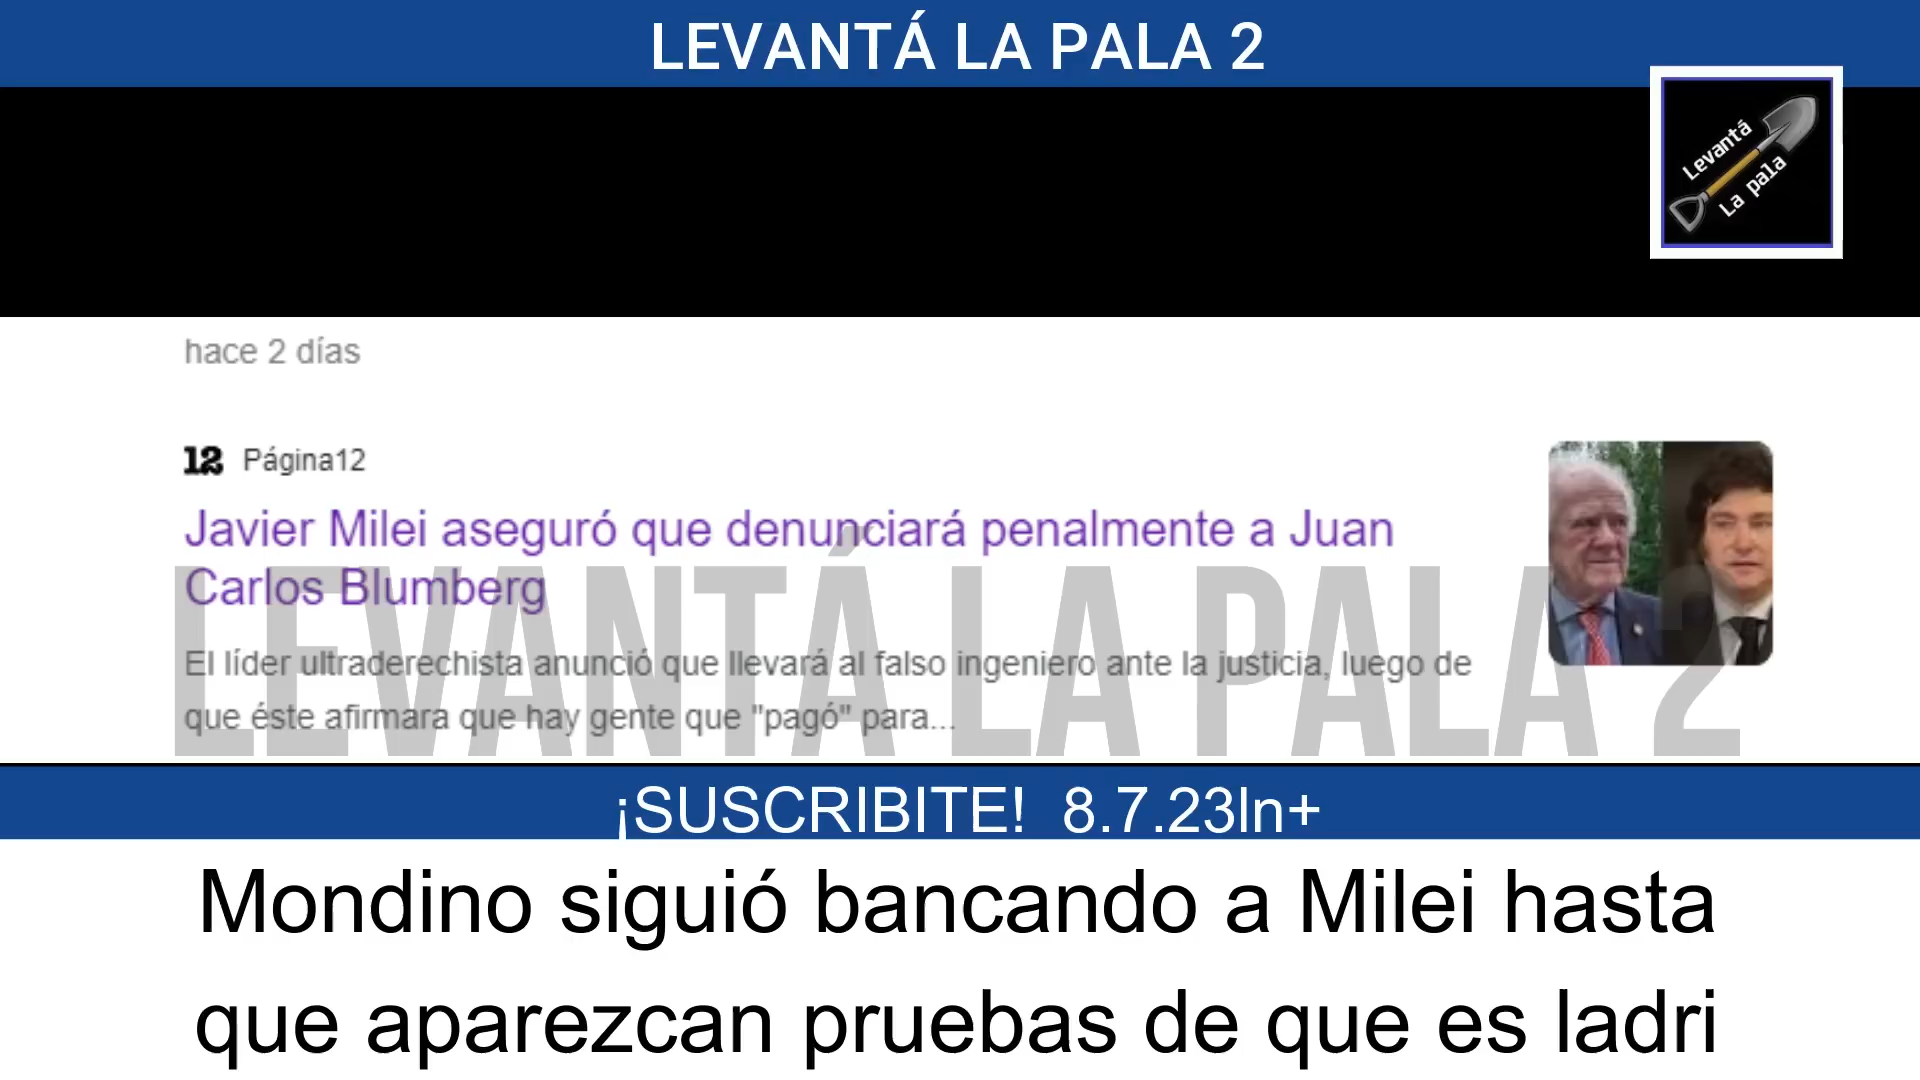 LEVANTÁ LA PALA 2
Levantá
La pala
hace 2 días
12 Página12
Javier Milei aseguró que denunciará penalmente a Juan
Carlos Blumberg
El líder ultraderechista anunció que llevará al falso ingeniero ante la justicia, luego de
que éste afirmara que hay gente que "pagó" para...
LEVANTÁ LA PALA 2
¡SUSCRIBITE! 8.7.23ln+
Mondino siguió bancando a Milei hasta
que aparezcan pruebas de que es ladri